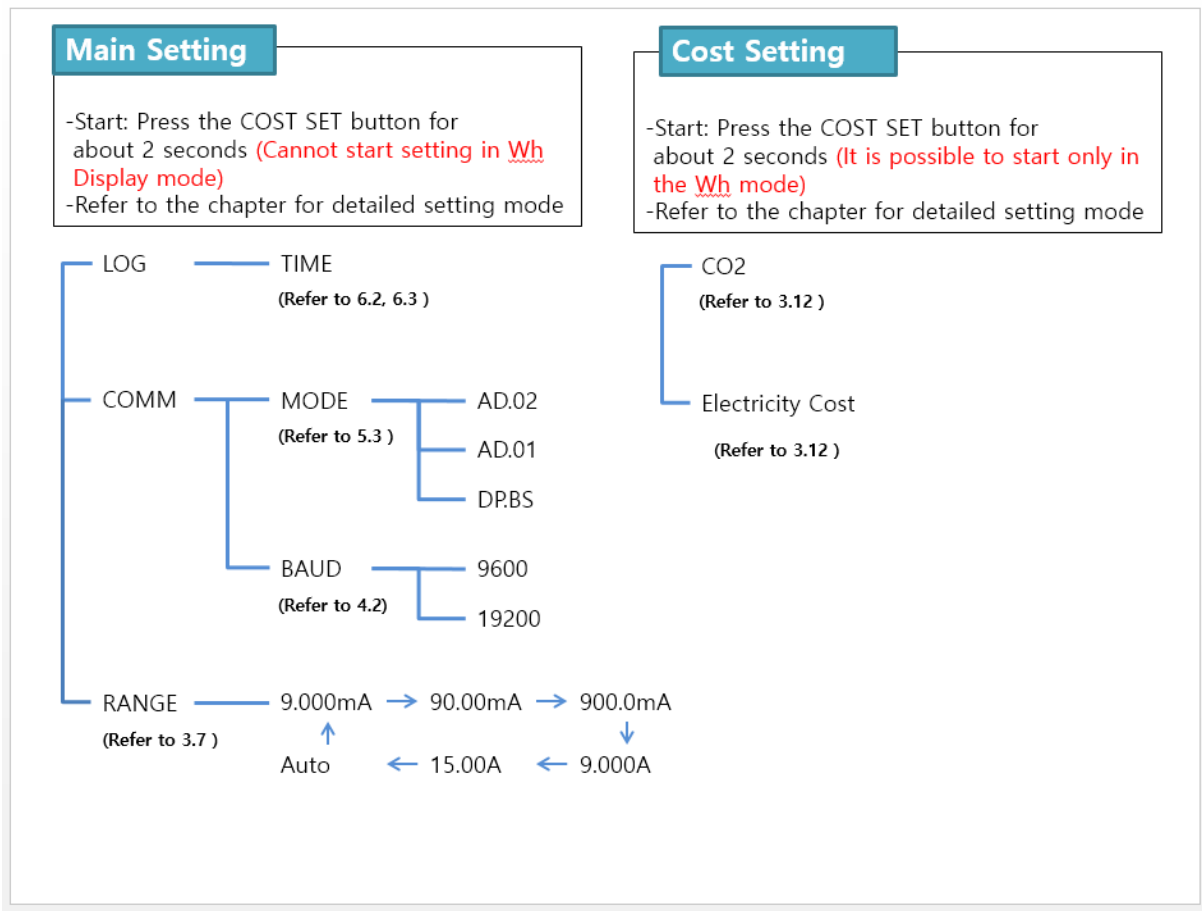 Main Setting
-Start: Press the COST SET button for
about 2 seconds (Cannot start setting in Wh
Display mode)
-Refer to the chapter for detailed setting mode
Cost Setting
-Start: Press the COST SET button for
about 2 seconds (It is possible to start only in
the Wh mode)
-Refer to the chapter for detailed setting mode
LOG
TIME
(Refer to 6.2, 6.3 )
COMM
MODE
(Refer to 5.3 )
AD.02
AD.01
DP.BS
BAUD
(Refer to 4.2)
9600
19200
RANGE
(Refer to 3.7 )
9.000mA → 90.00mA → 900.0mA
↑ ↓
Auto ← 15.00A ← 9.000A
CO2
(Refer to 3.12 )
Electricity Cost
(Refer to 3.12 )